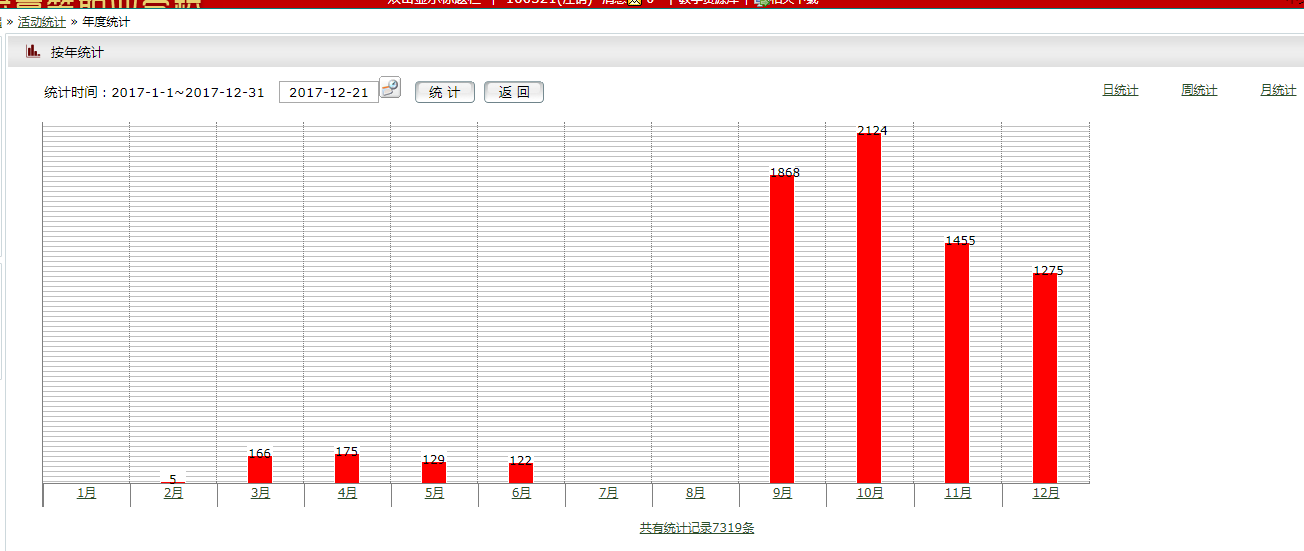 » 活动统计 » 年度统计
按年统计
统计时间：2017-1-1~2017-12-31 2017-12-21 统 计 返 回 日统计 周统计 月统计
2124
1868
1455
1275
175
166
129
122
5
1月 2月 3月 4月 5月 6月 7月 8月 9月 10月 11月 12月
共有统计记录7319条